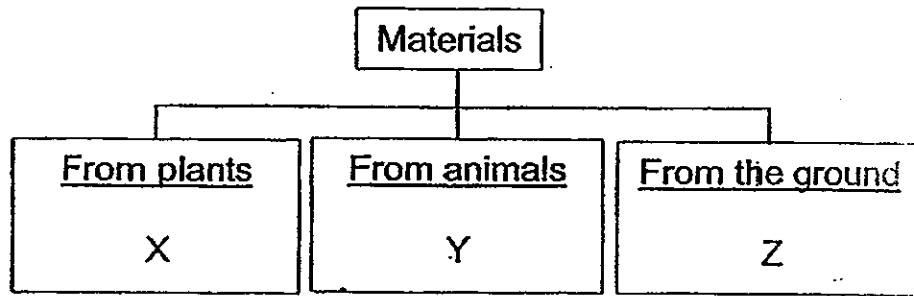 Materials
From plants
From animals
From the ground
X
Y
Z